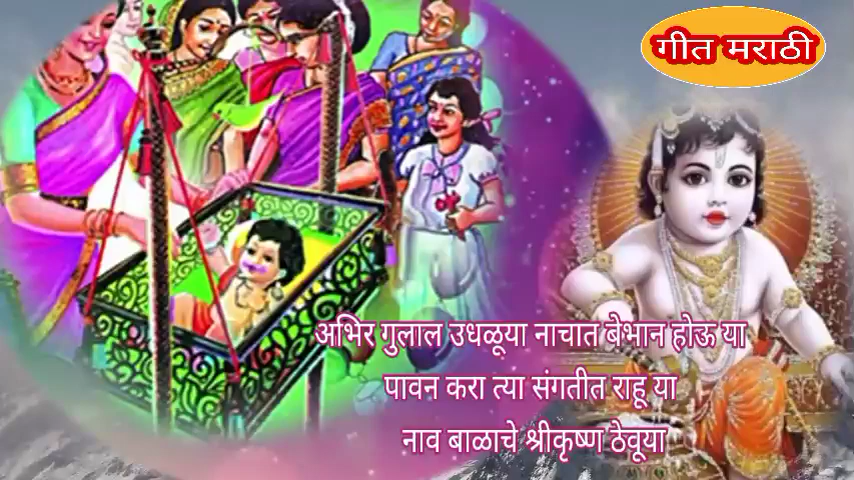 गीत मराठी
अभिर गुलाल उधळूया नाचात बेभान होऊ या
पावन करा त्या संगतीत राहू या
नाव बाळाचे श्रीकृष्ण ठेवूया